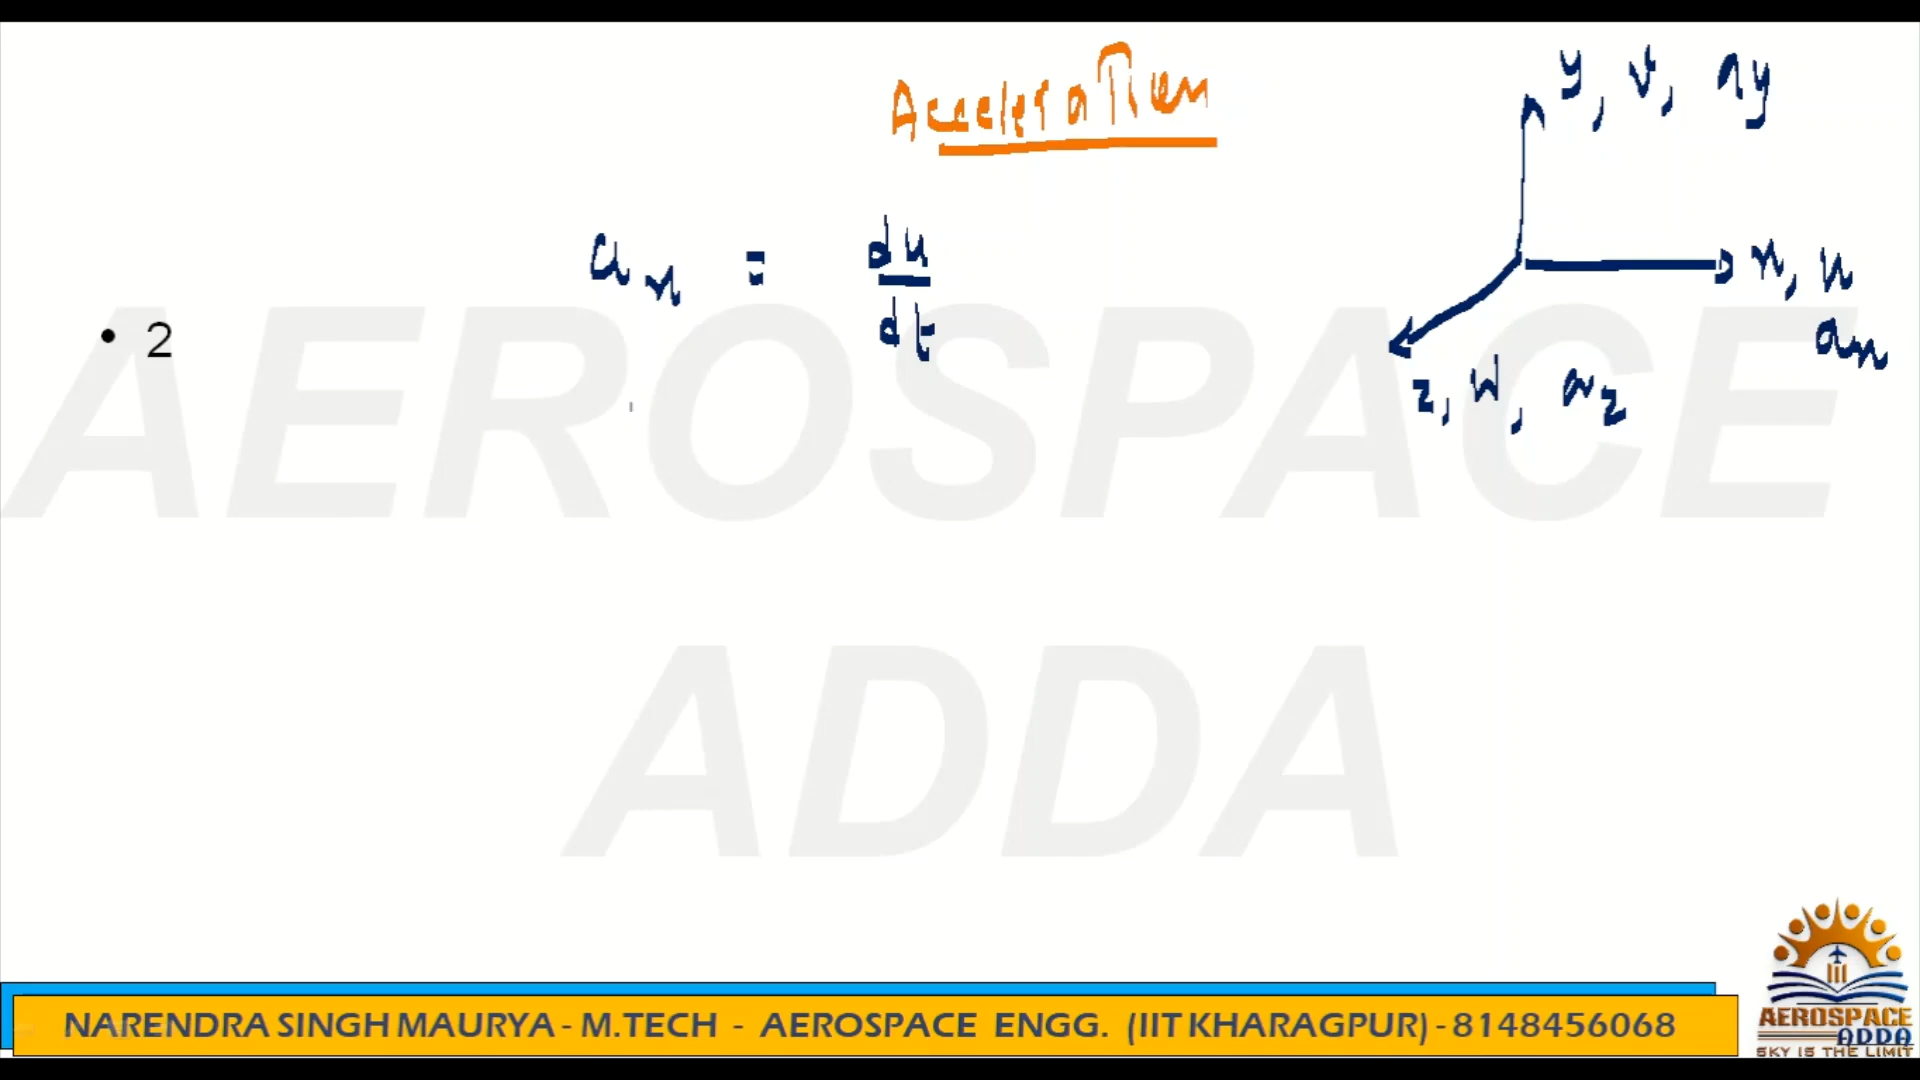 Acceleration
y, v, ay
ax = du/dt
x, u
ax
• 2
z, w, az
AEROSPACE
ADDA
NARENDRA SINGH MAURYA - M.TECH - AEROSPACE ENGG. (IIT KHARAGPUR) - 8148456068
AEROSPACE
ADDA
SKY IS THE LIMIT